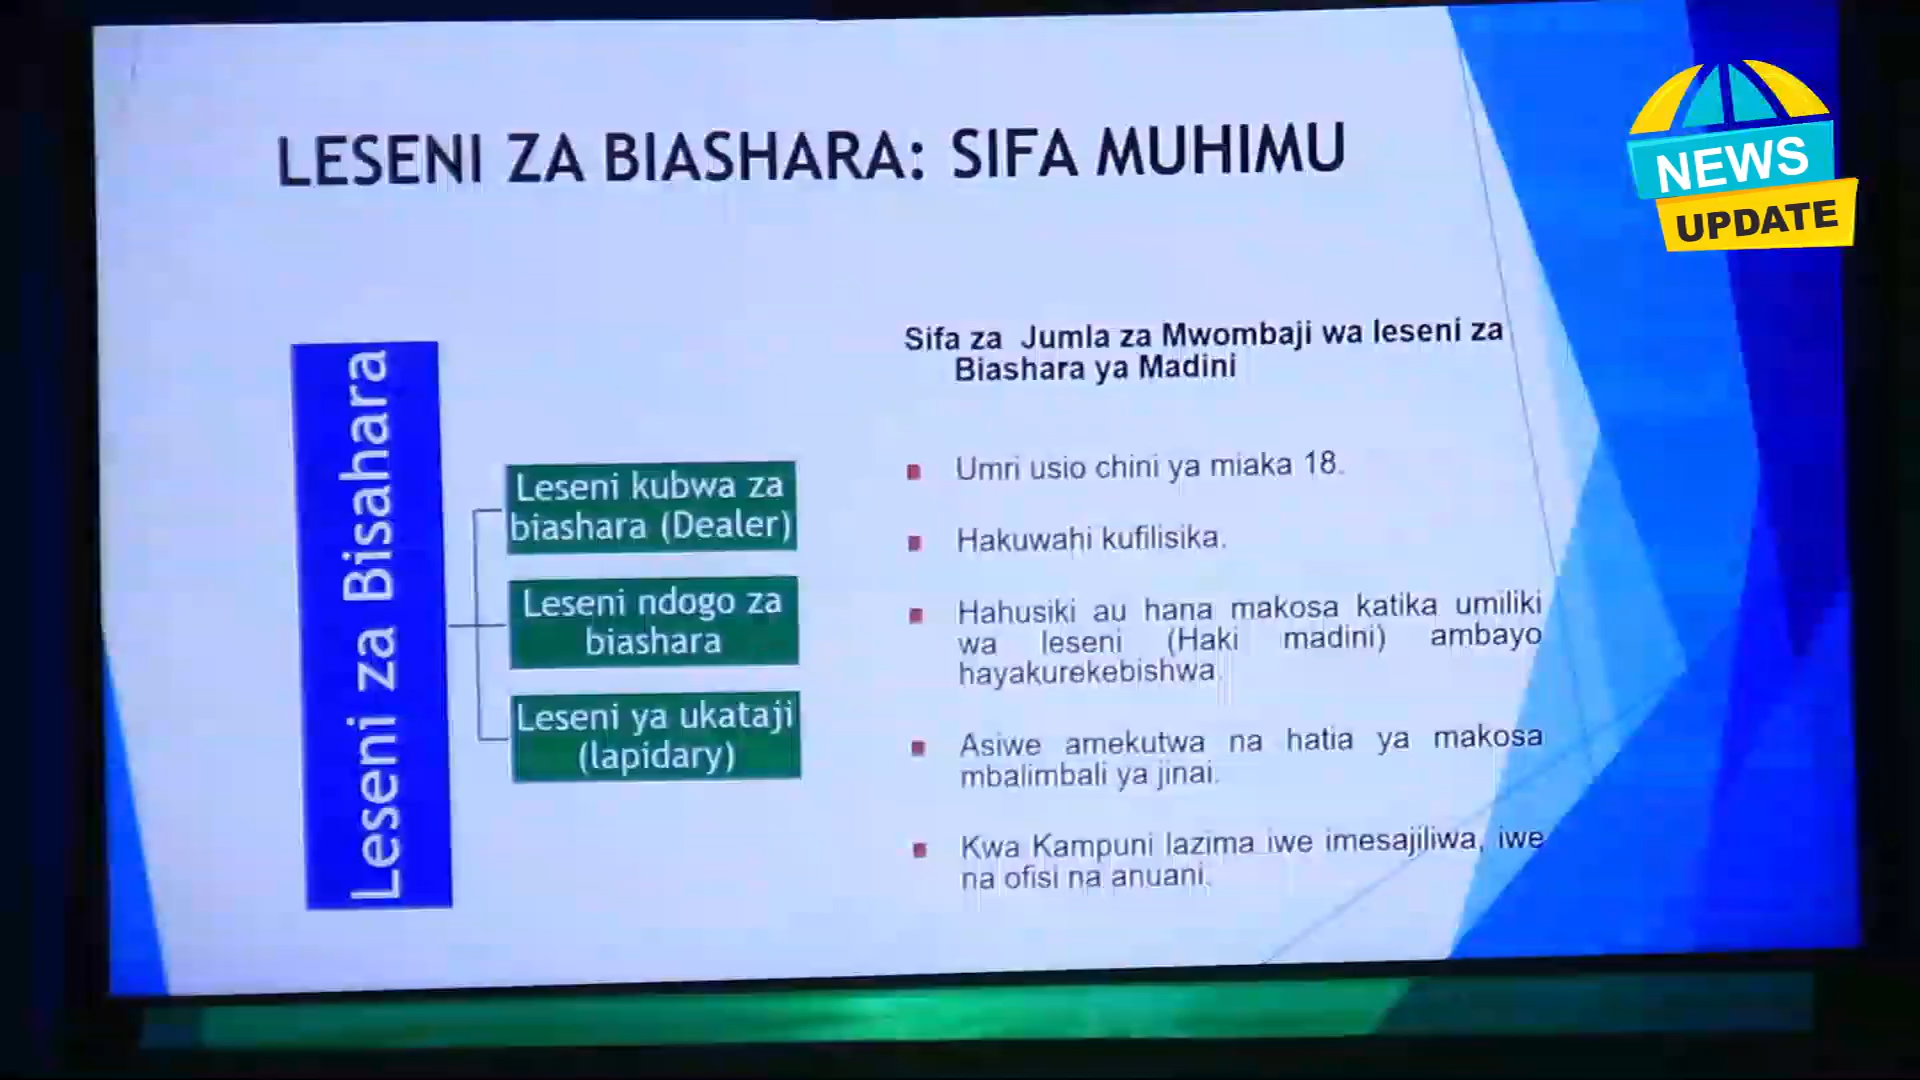 LESENI ZA BIASHARA: SIFA MUHIMU
NEWS
UPDATE
Leseni za Bisahara
Leseni kubwa za
biashara (Dealer)
Leseni ndogo za
biashara
Leseni ya ukataji
(lapidary)
Sifa za Jumla za Mwombaji wa leseni za
Biashara ya Madini
Umri usio chini ya miaka 18.
Hakuwahi kufilisika.
Hahusiki au hana makosa katika umiliki
wa leseni (Haki madini) ambayo
hayakurekebishwa.
Asiwe amekutwa na hatia ya makosa
mbalimbali ya jinai.
Kwa Kampuni lazima iwe imesajiliwa, iwe
na ofisi na anuani.